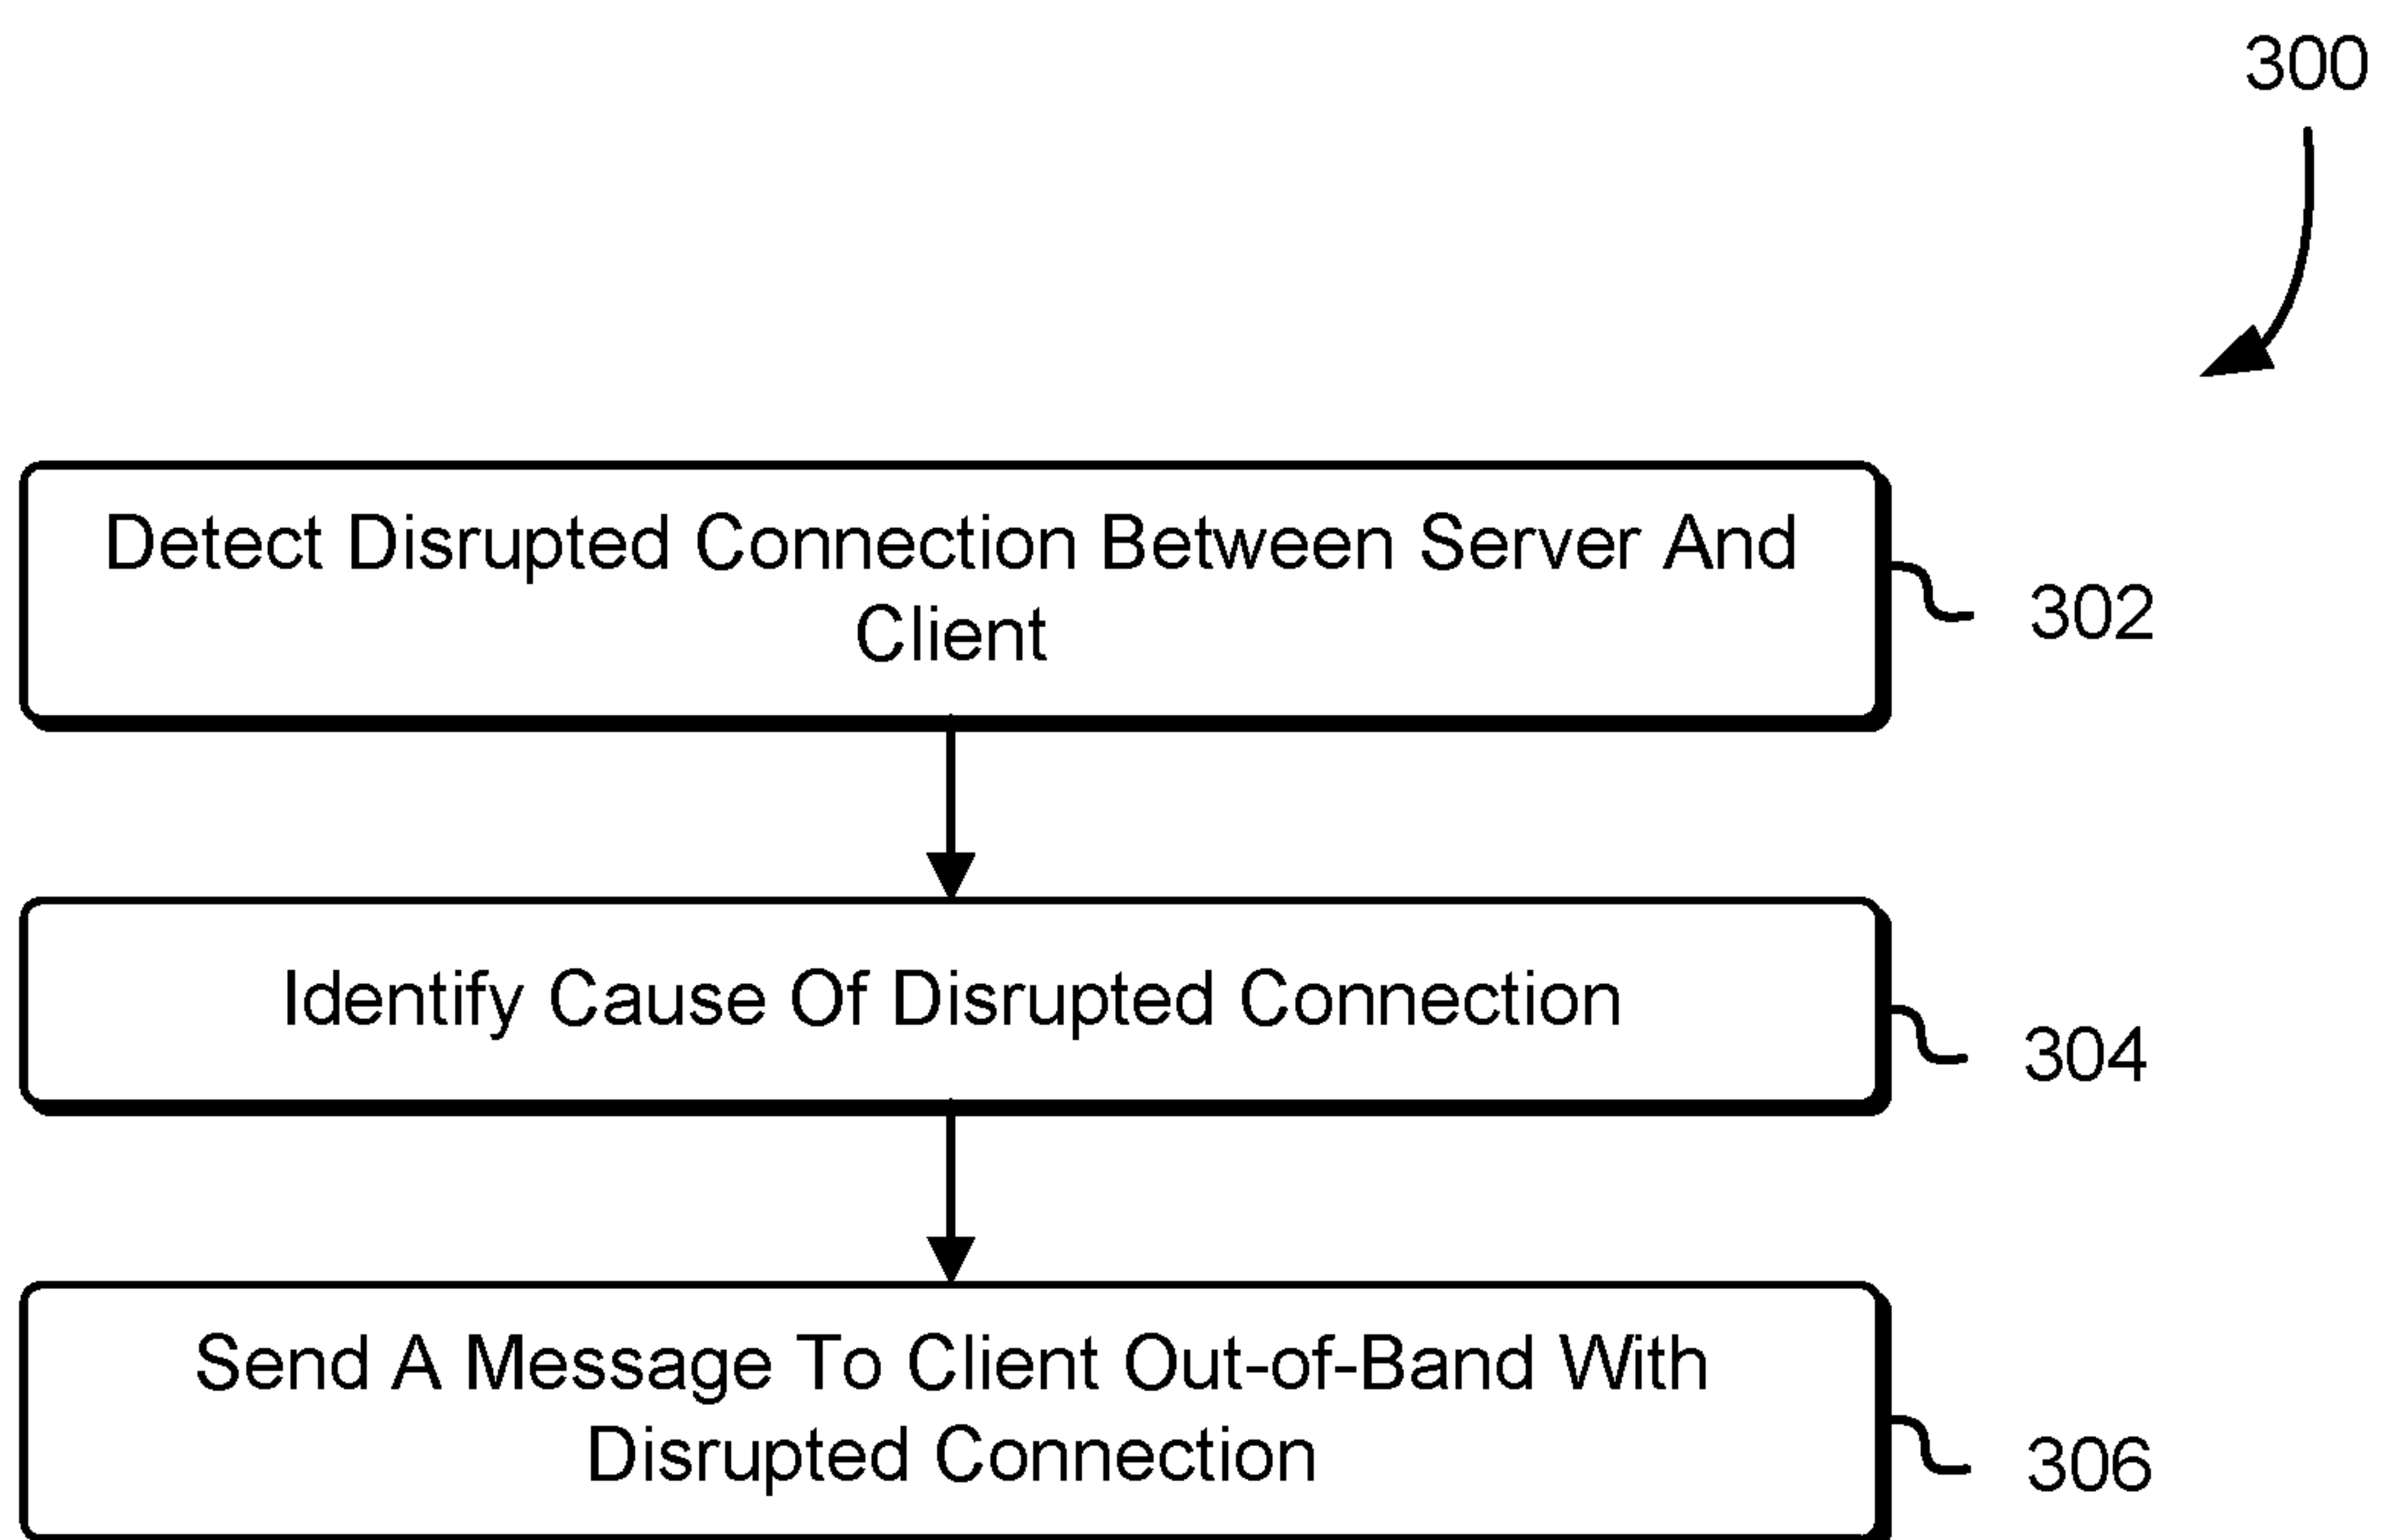 300
Detect Disrupted Connection Between Server And
Client
302
Identify Cause Of Disrupted Connection
304
Send A Message To Client Out-of-Band With
Disrupted Connection
306